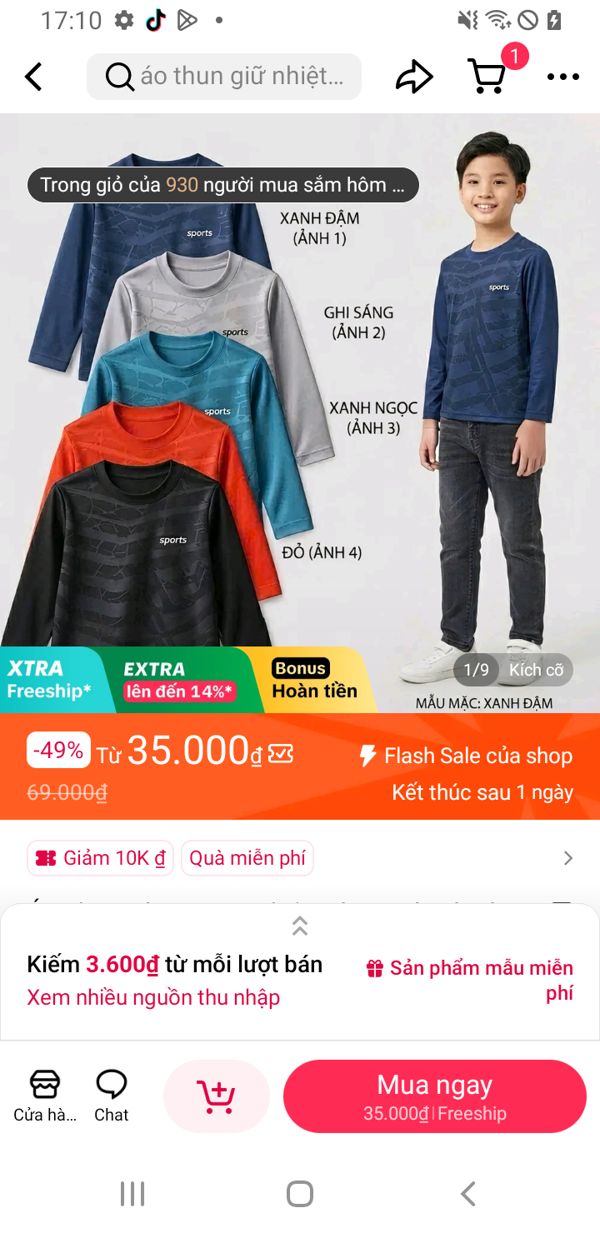 17:10
áo thun giữ nhiệt...
1
Trong giỏ của 930 người mua sắm hôm ...
XANH ĐẬM
(ẢNH 1)
sports
sports
GHI SÁNG
(ẢNH 2)
sports
XANH NGỌC
(ẢNH 3)
sports
sports
ĐỎ (ẢNH 4)
XTRA
Freeship*
EXTRA
lên đến 14%*
Bonus
Hoàn tiền
1/9 Kích cỡ
MẪU MẶC: XANH ĐẬM
-49% Từ 35.000₫
69.000₫
Flash Sale của shop
Kết thúc sau 1 ngày
Giảm 10K ₫
Quà miễn phí
Kiếm 3.600₫ từ mỗi lượt bán
Xem nhiều nguồn thu nhập
Sản phẩm mẫu miễn
phí
Cửa hà...
Chat
Mua ngay
35.000₫ | Freeship